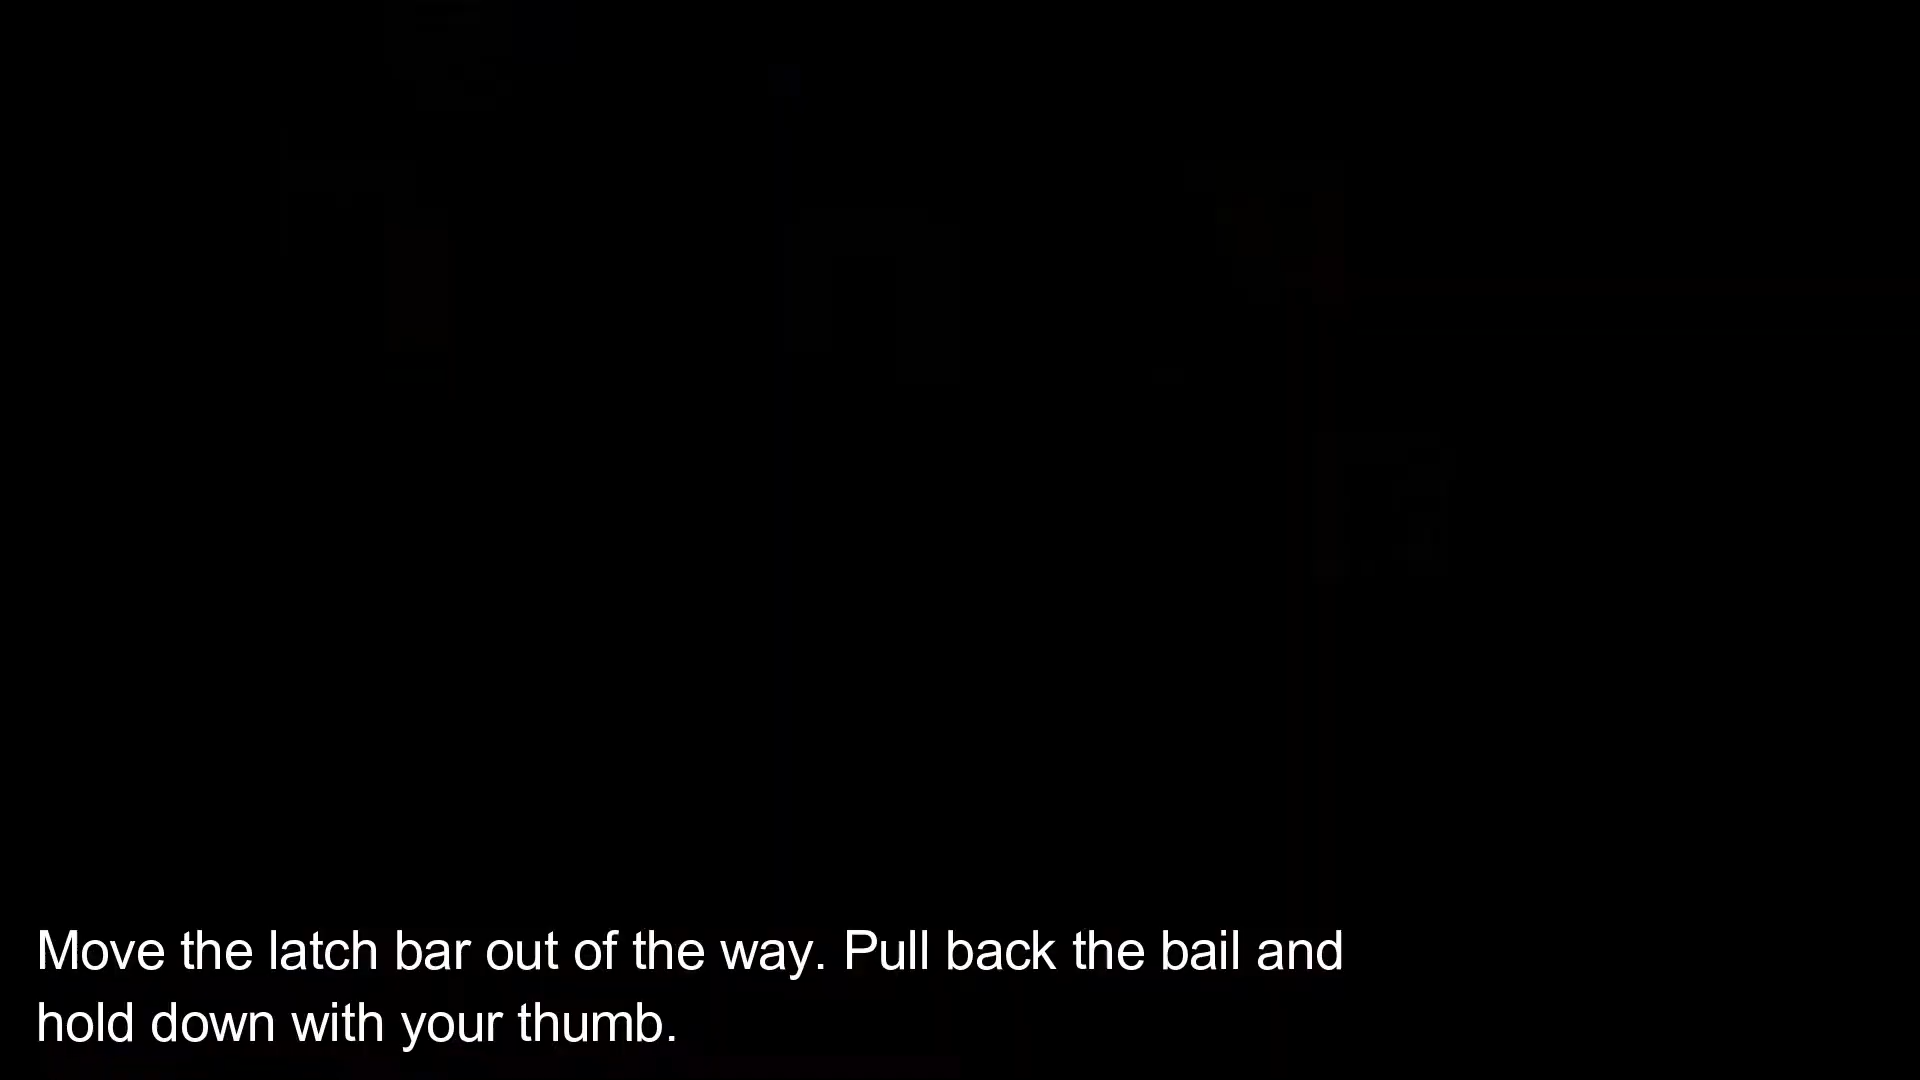 Move the latch bar out of the way. Pull back the bail and
hold down with your thumb.